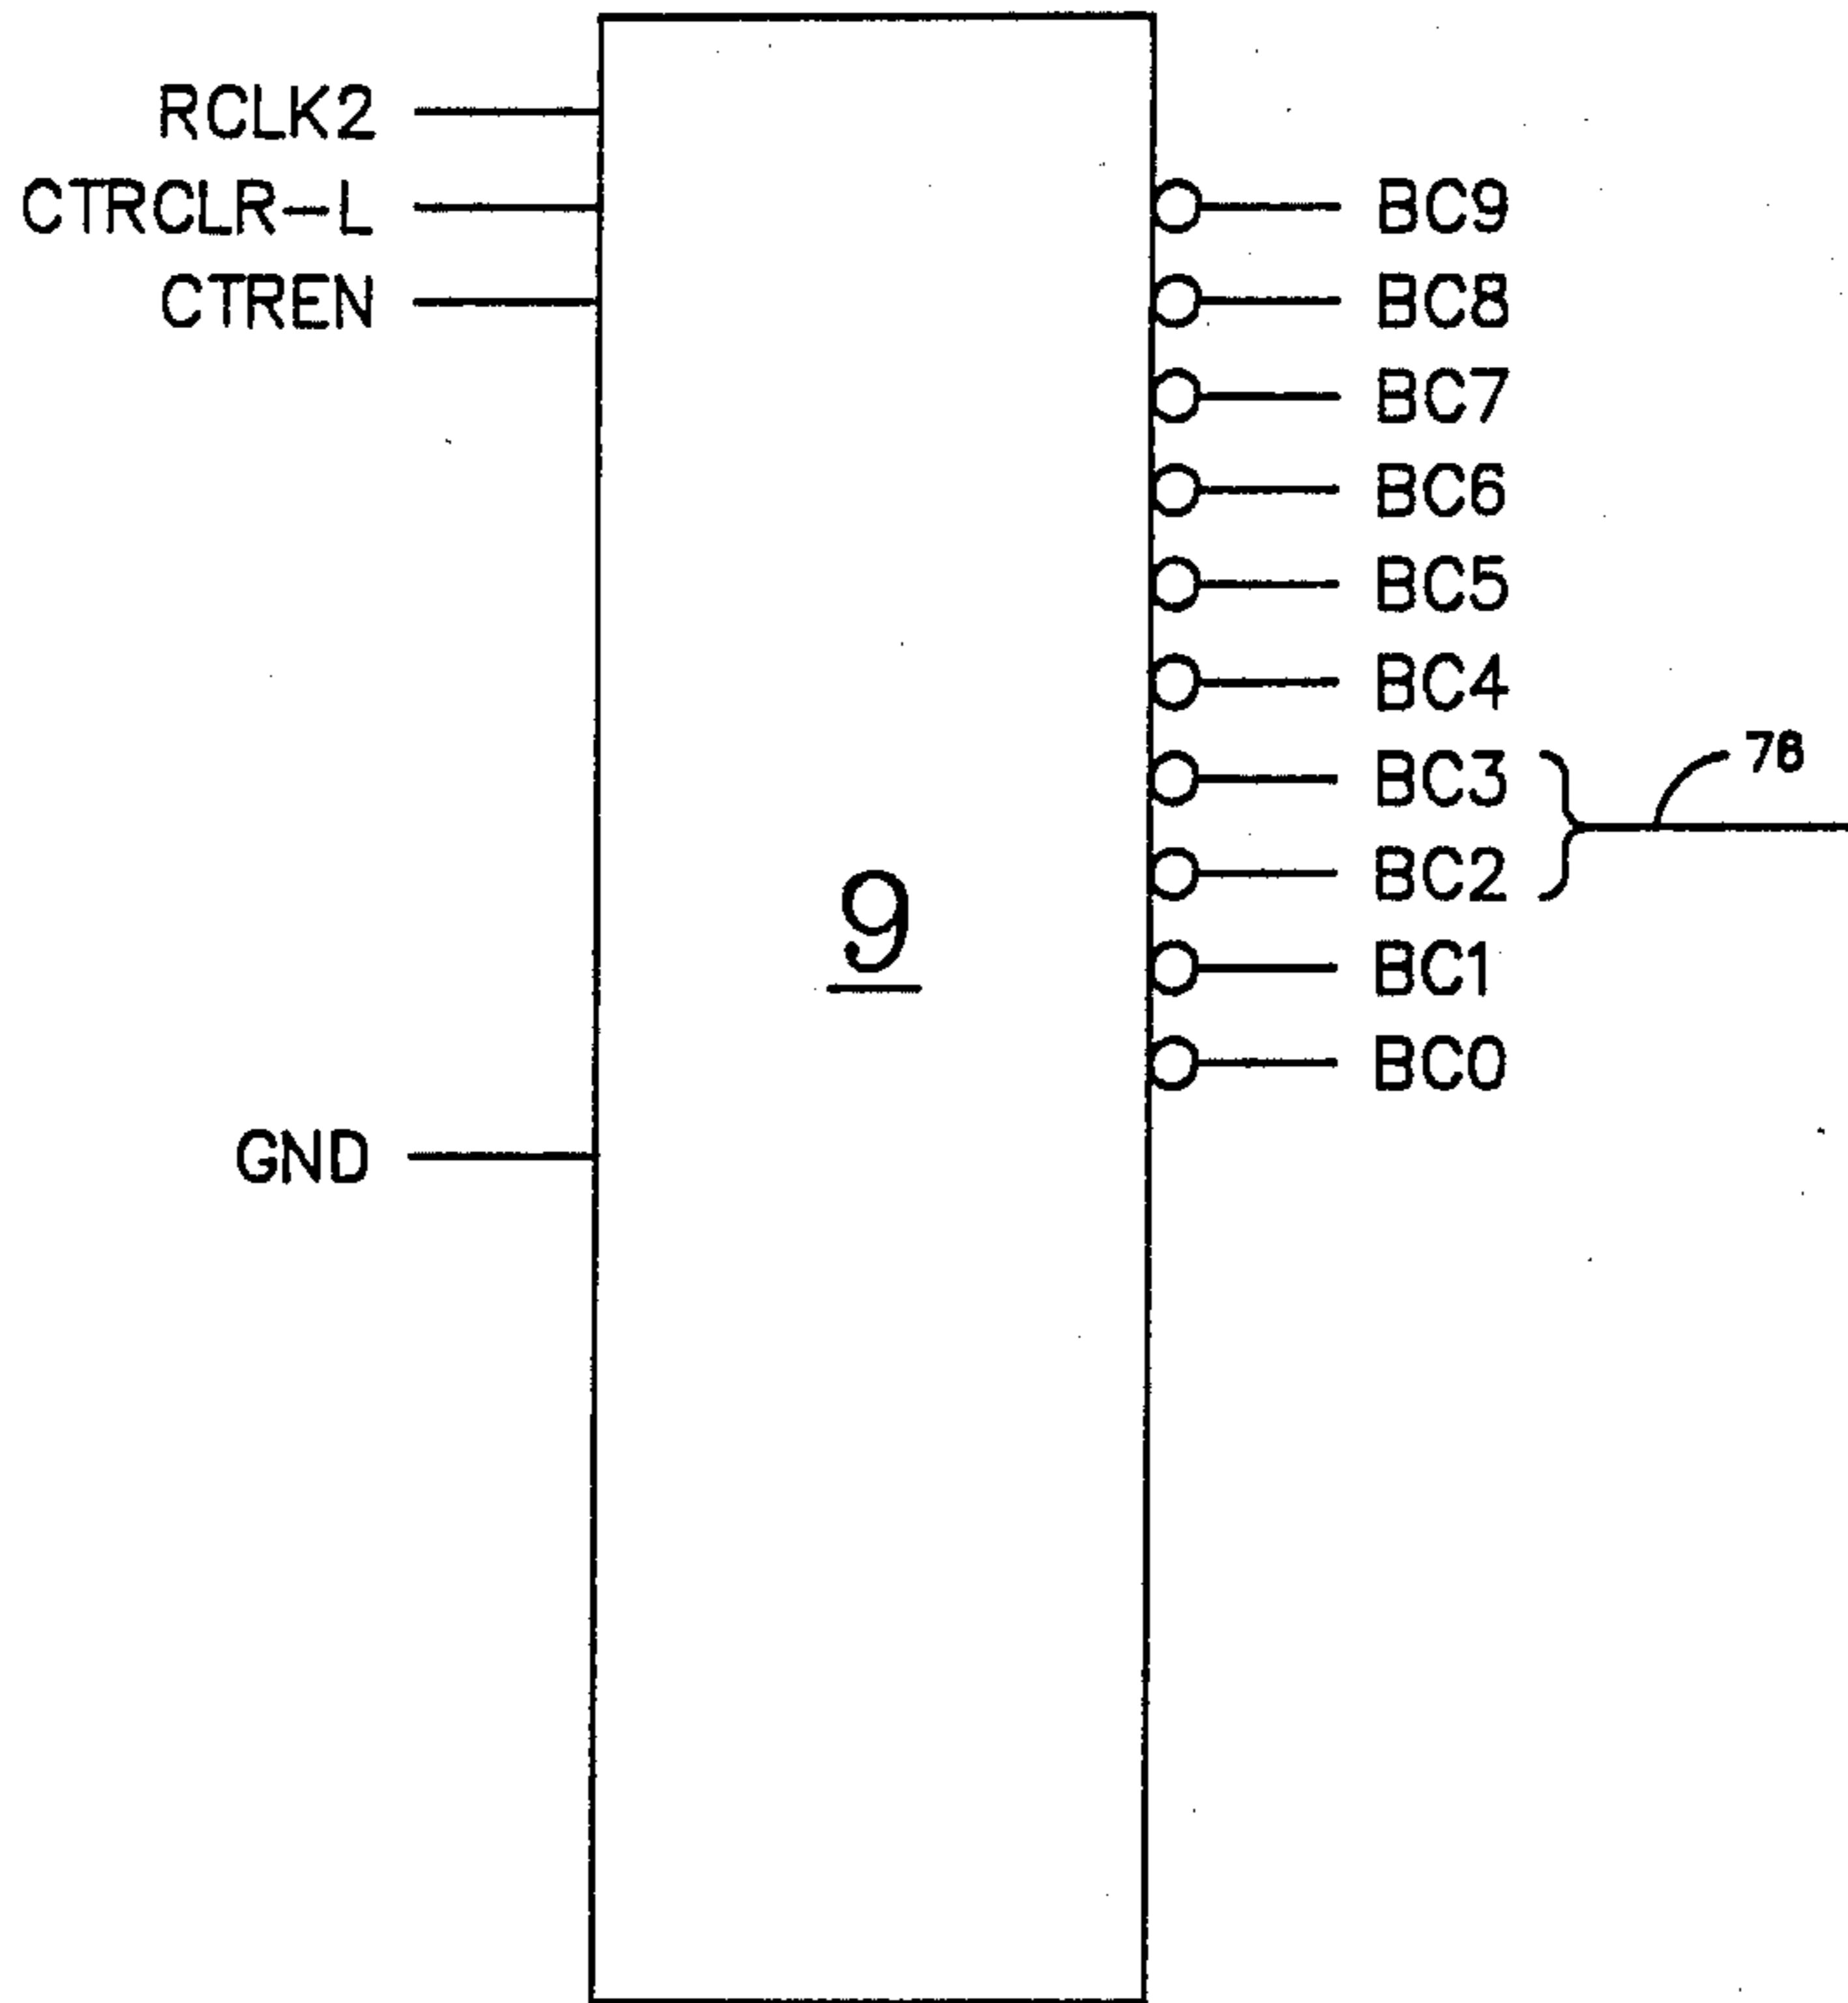 RCLK2
CTRCLR-L
CTREN
GND
9
BC9
BC8
BC7
BC6
BC5
BC4
BC3
BC2
BC1
BC0
78